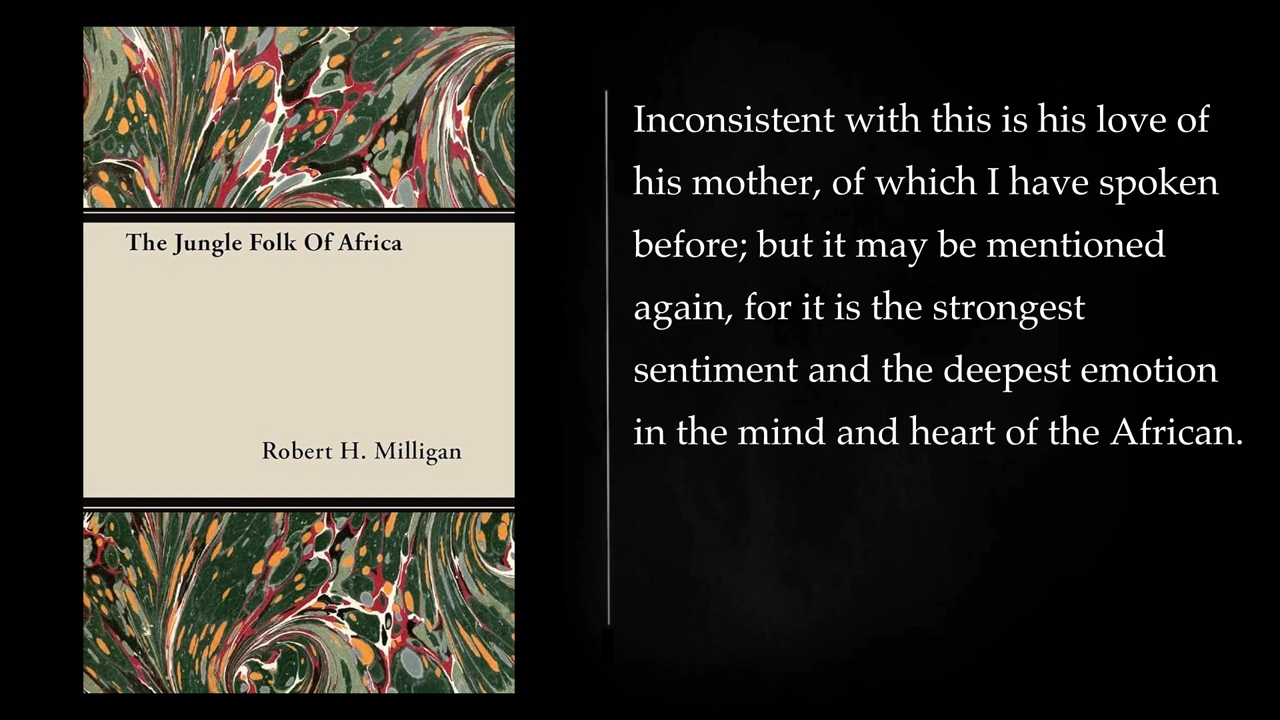 The Jungle Folk Of Africa
Robert H. Milligan
Inconsistent with this is his love of
his mother, of which I have spoken
before; but it may be mentioned
again, for it is the strongest
sentiment and the deepest emotion
in the mind and heart of the African.